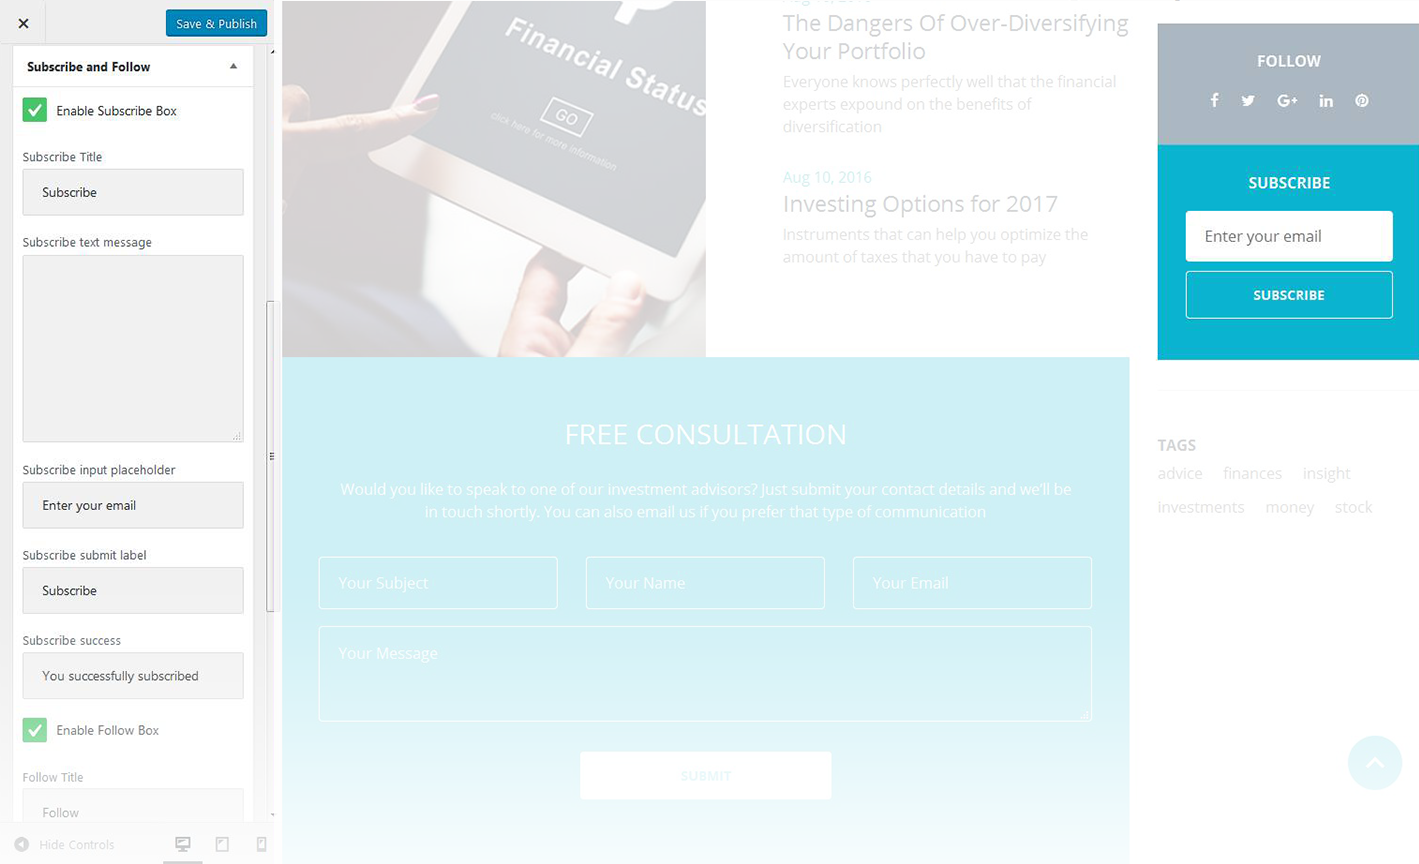 Save & Publish
Subscribe and Follow
Enable Subscribe Box
Subscribe Title
Subscribe
Subscribe text message
Subscribe input placeholder
Enter your email
Subscribe submit label
Subscribe
Subscribe success
You successfully subscribed
Enable Follow Box
Follow Title
Follow
Hide Controls
Financial Status
GO
click here for more information
The Dangers Of Over-Diversifying
Your Portfolio
Everyone knows perfectly well that the financial
experts expound on the benefits of
diversification
Aug 10, 2016
Investing Options for 2017
Instruments that can help you optimize the
amount of taxes that you have to pay
FREE CONSULTATION
Would you like to speak to one of our investment advisors? Just submit your contact details and we'll be
in touch shortly. You can also email us if you prefer that type of communication
Your Subject
Your Name
Your Email
Your Message
SUBMIT
FOLLOW
SUBSCRIBE
Enter your email
SUBSCRIBE
TAGS
advice finances insight
investments money stock